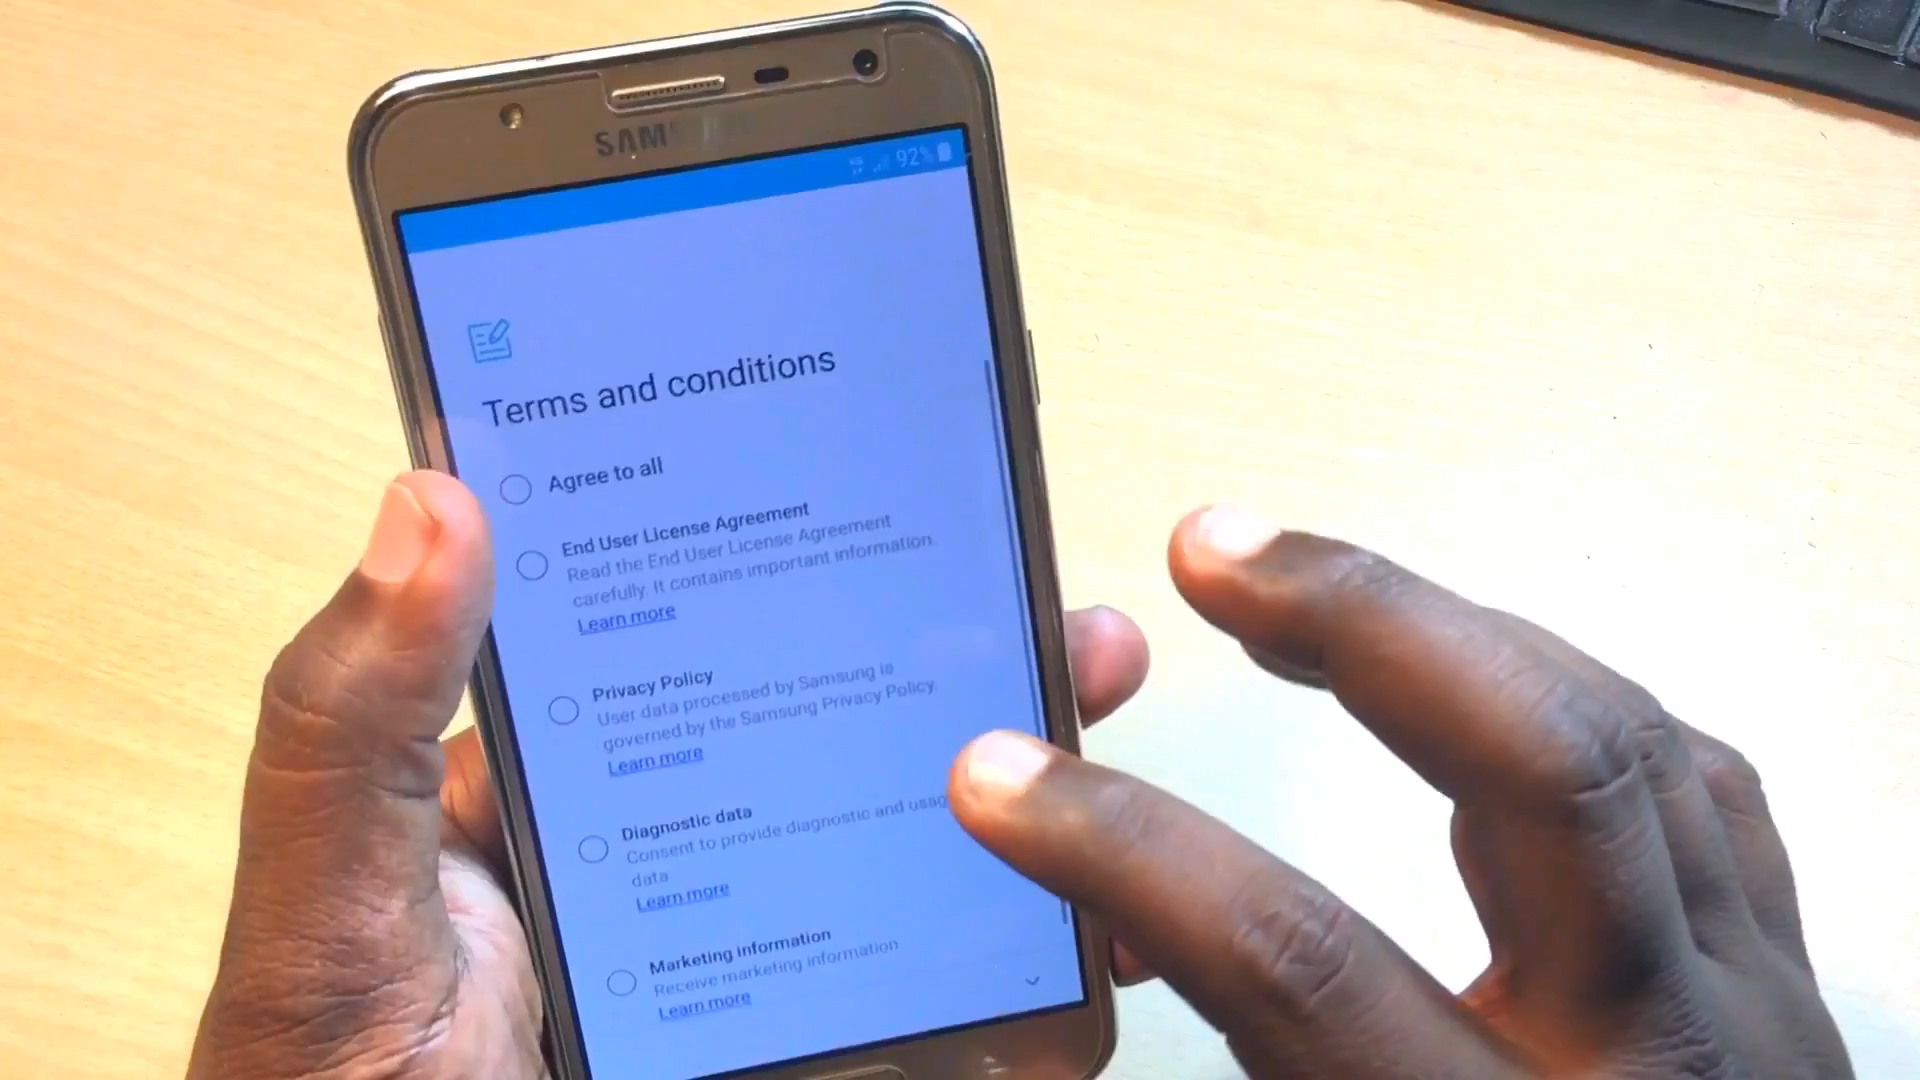 SAM
92%
Terms and conditions
Agree to all
End User License Agreement
Read the End User License Agreement
carefully. It contains important information.
Learn more
Privacy Policy
User data processed by Samsung is
governed by the Samsung Privacy Policy.
Learn more
Diagnostic data
Consent to provide diagnostic and usag
data
Learn more
Marketing information
Receive marketing information
Learn more